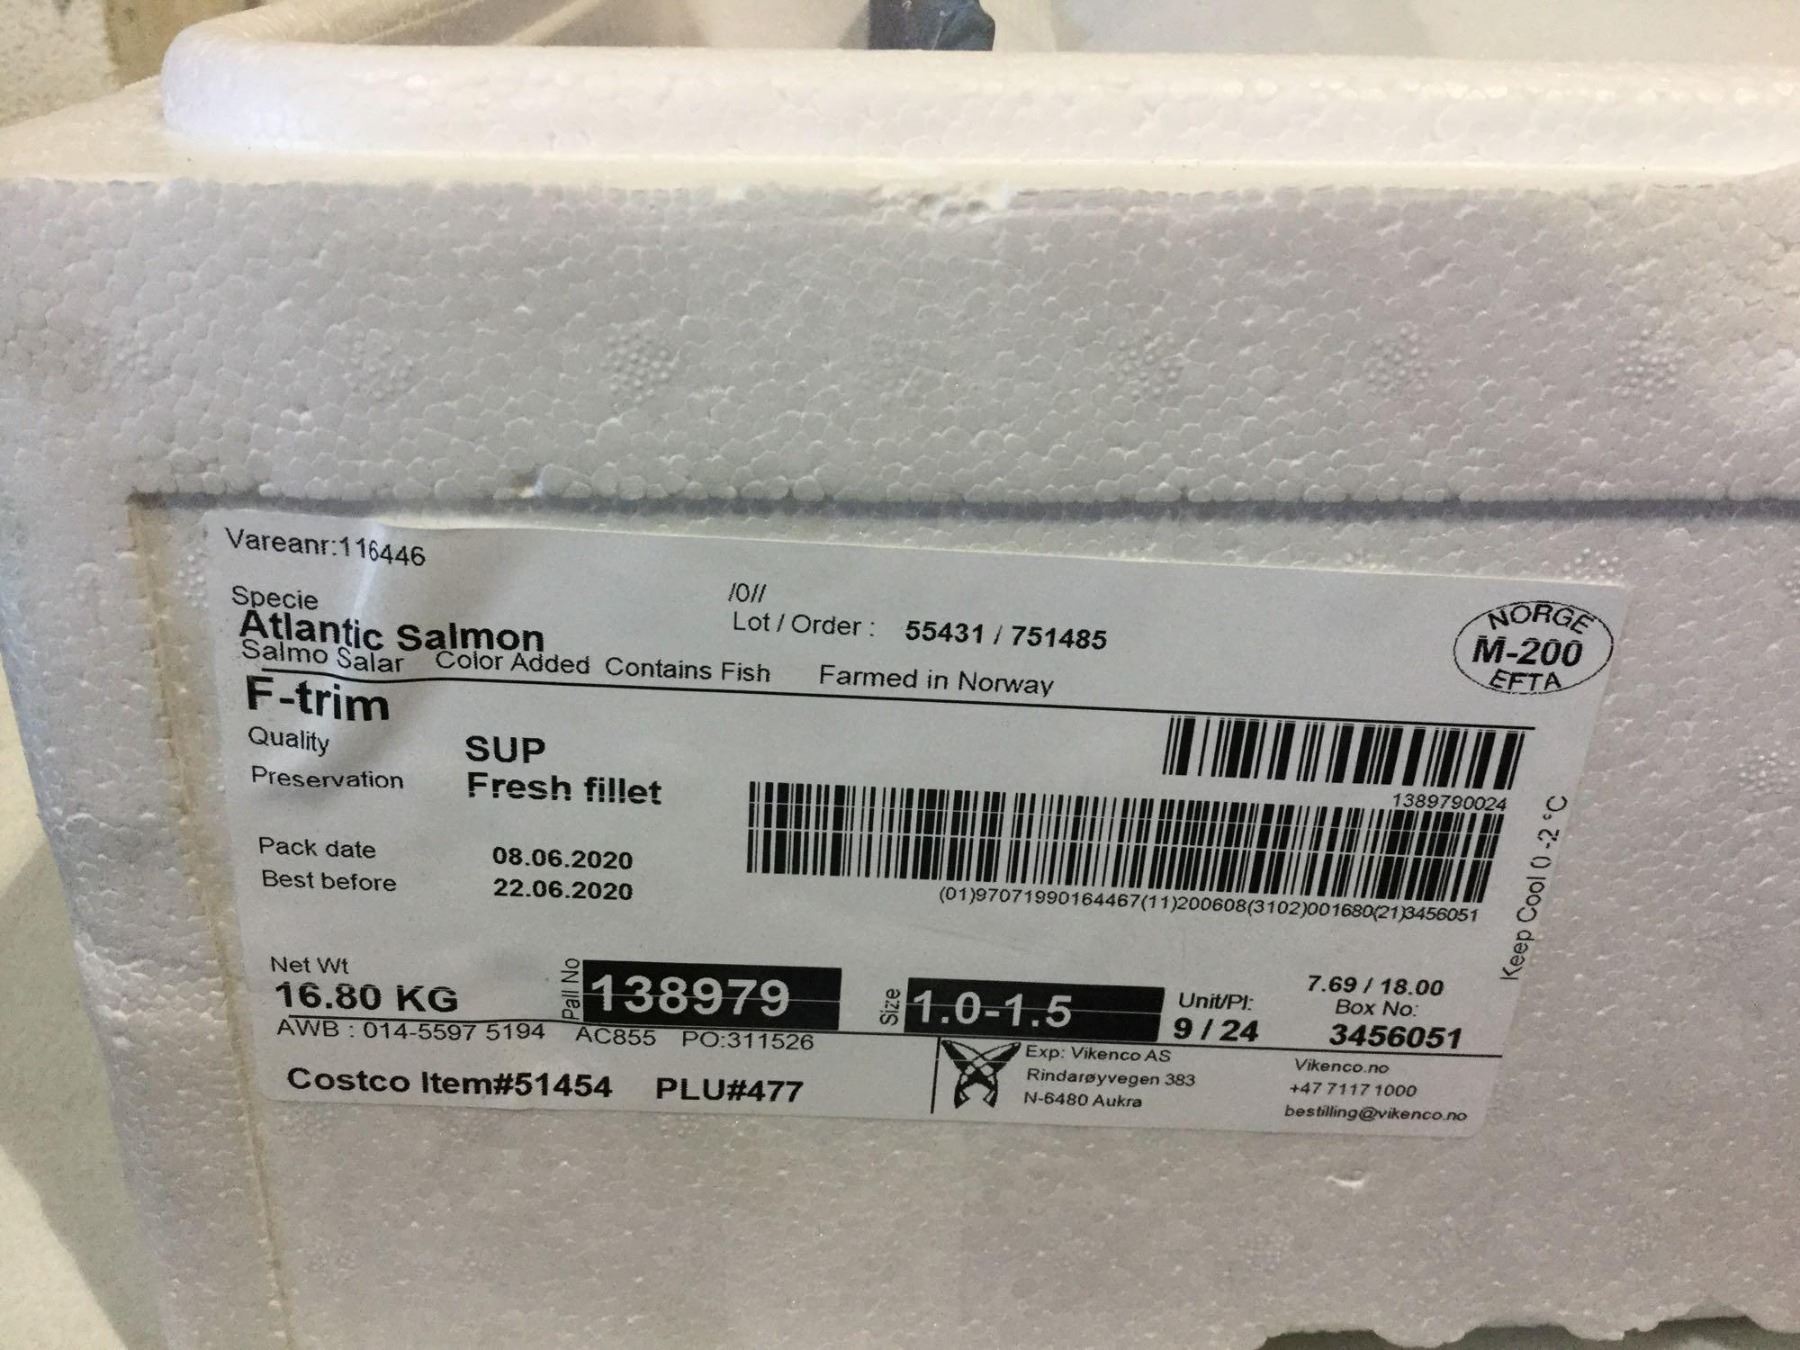 Vareanr:116446
/0//
Specie
Lot / Order : 55431 / 751485
NORGE
M-200
EFTA
Atlantic Salmon
Salmo Salar Color Added Contains Fish Farmed in Norway
F-trim
Quality SUP
Preservation Fresh fillet
1389790024
Pack date 08.06.2020
Best before 22.06.2020
(01)97071990164467(11)200608(3102)001680(21)3456051
Keep Cool 0 -2 °C
Net Wt
16.80 KG
Pall No 138979
Size 1.0-1.5
Unit/Pl:
9 / 24
7.69 / 18.00
Box No:
3456051
AWB : 014-5597 5194 AC855 PO:311526
Costco Item#51454 PLU#477
Exp: Vikenco AS
Rindarøyvegen 383
N-6480 Aukra
Vikenco.no
+47 7117 1000
bestilling@vikenco.no